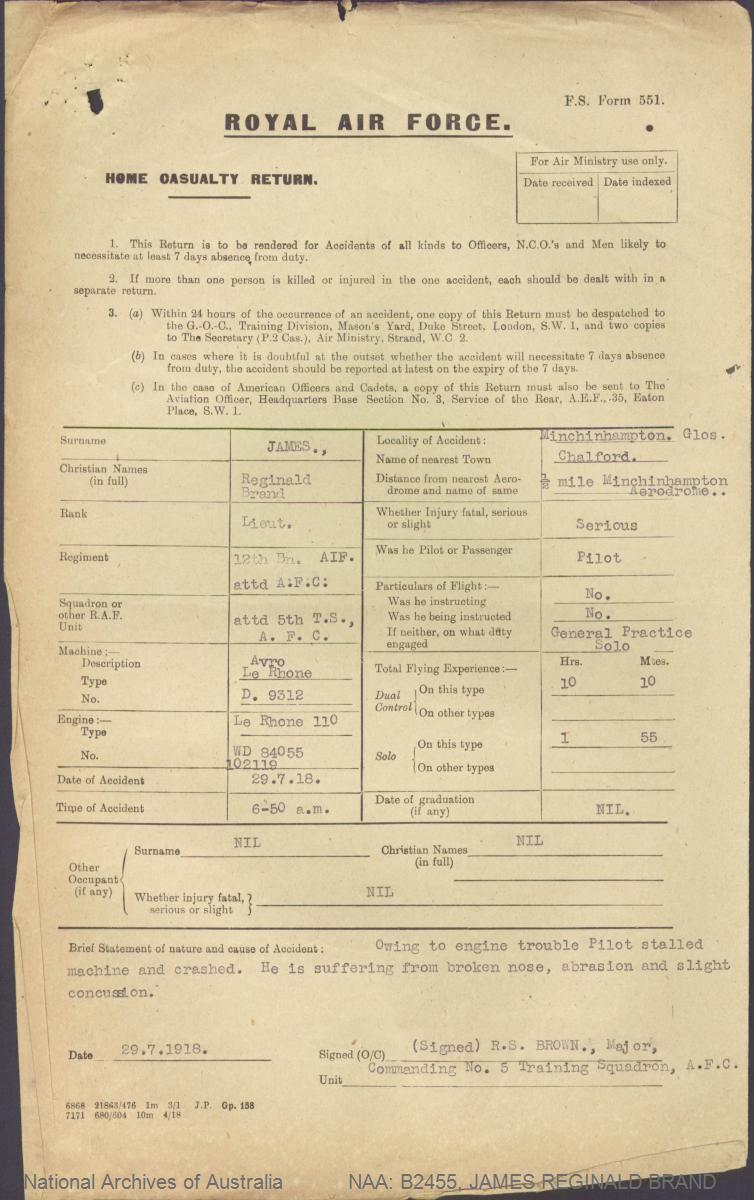 F.S. Form 551.
ROYAL AIR FORCE.
HOME CASUALTY RETURN.
For Air Ministry use only.
Date received | Date indexed
1. This Return is to be rendered for Accidents of all kinds to Officers, N.C.O.'s and Men likely to
necessitate at least 7 days absence from duty.
2. If more than one person is killed or injured in the one accident, each should be dealt with in a
separate return.
3. (a) Within 24 hours of the occurrence of an accident, one copy of this Return must be despatched to
the G.-O.-C., Training Division, Mason's Yard, Duke Street, London, S.W. 1, and two copies
to The Secretary (P.2 Cas.), Air Ministry, Strand, W.C 2.
(b) In cases where it is doubtful at the outset whether the accident will necessitate 7 days absence
from duty, the accident should be reported at latest on the expiry of the 7 days.
(c) In the case of American Officers and Cadets, a copy of this Return must also be sent to The
Aviation Officer, Headquarters Base Section No. 3, Service of the Rear, A.E.F., 35, Eaton
Place, S.W. 1.
Surname JAMES.,
Christian Names
(in full)
Reginald
Brand
Rank Lieut.
Regiment 12th Bn. AIF.
attd A.F.C:
Squadron or
other R.A.F.
Unit
attd 5th T.S.,
A. F. C.
Machine :—
Description Avro
Le Rhone
Type
No. D. 9312
Engine :—
Type Le Rhone 110
No. WD 84055
102119
Date of Accident 29.7.18.
Time of Accident 6-50 a.m.
Locality of Accident : Minchinhampton. Glos.
Name of nearest Town Chalford.
Distance from nearest Aero-
drome and name of same
½ mile Minchinhampton
Aerodrome..
Whether Injury fatal, serious
or slight Serious
Was he Pilot or Passenger Pilot
Particulars of Flight :—
Was he instructing No.
Was he being instructed No.
If neither, on what duty
engaged
General Practice
Solo
Total Flying Experience :— Hrs. Mtes.
Dual
Control
On this type 10 10
On other types
Solo
On this type 1 55
On other types
Date of graduation
(if any) NIL.
Other
Occupant
(if any)
Surname NIL
Christian Names NIL
(in full)
Whether injury fatal, NIL
serious or slight
Brief Statement of nature and cause of Accident : Owing to engine trouble Pilot stalled
machine and crashed. He is suffering from broken nose, abrasion and slight
concussion.
Date 29.7.1918.
Signed (O/C) (Signed) R.S. BROWN., Major,
Commanding No. 5 Training Squadron, A.F.C.
Unit
6868 21863/476 1m 3/1 J.P. Gp. 158
7171 680/604 10m 4/18
National Archives of Australia
NAA: B2455, JAMES REGINALD BRAND